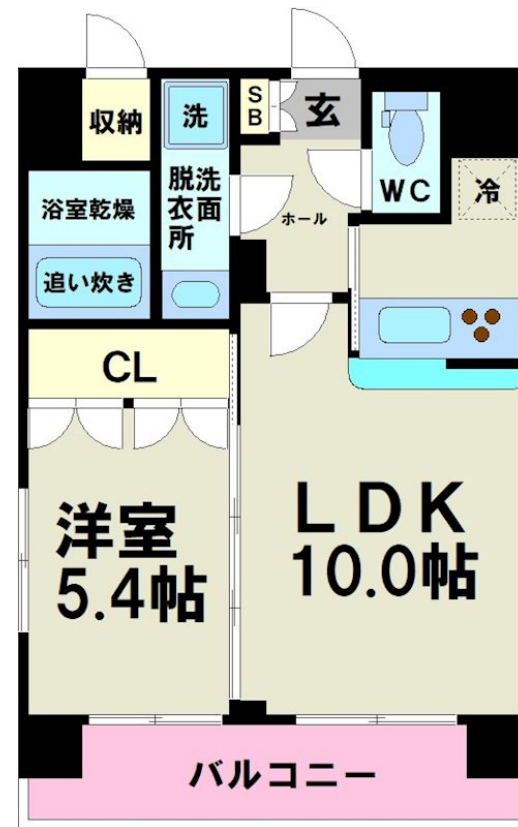 収納
洗
SB
玄
WC
冷
浴室乾燥
洗面
脱衣所
ホール
追い炊き
CL
洋室
5.4帖
LDK
10.0帖
バルコニー